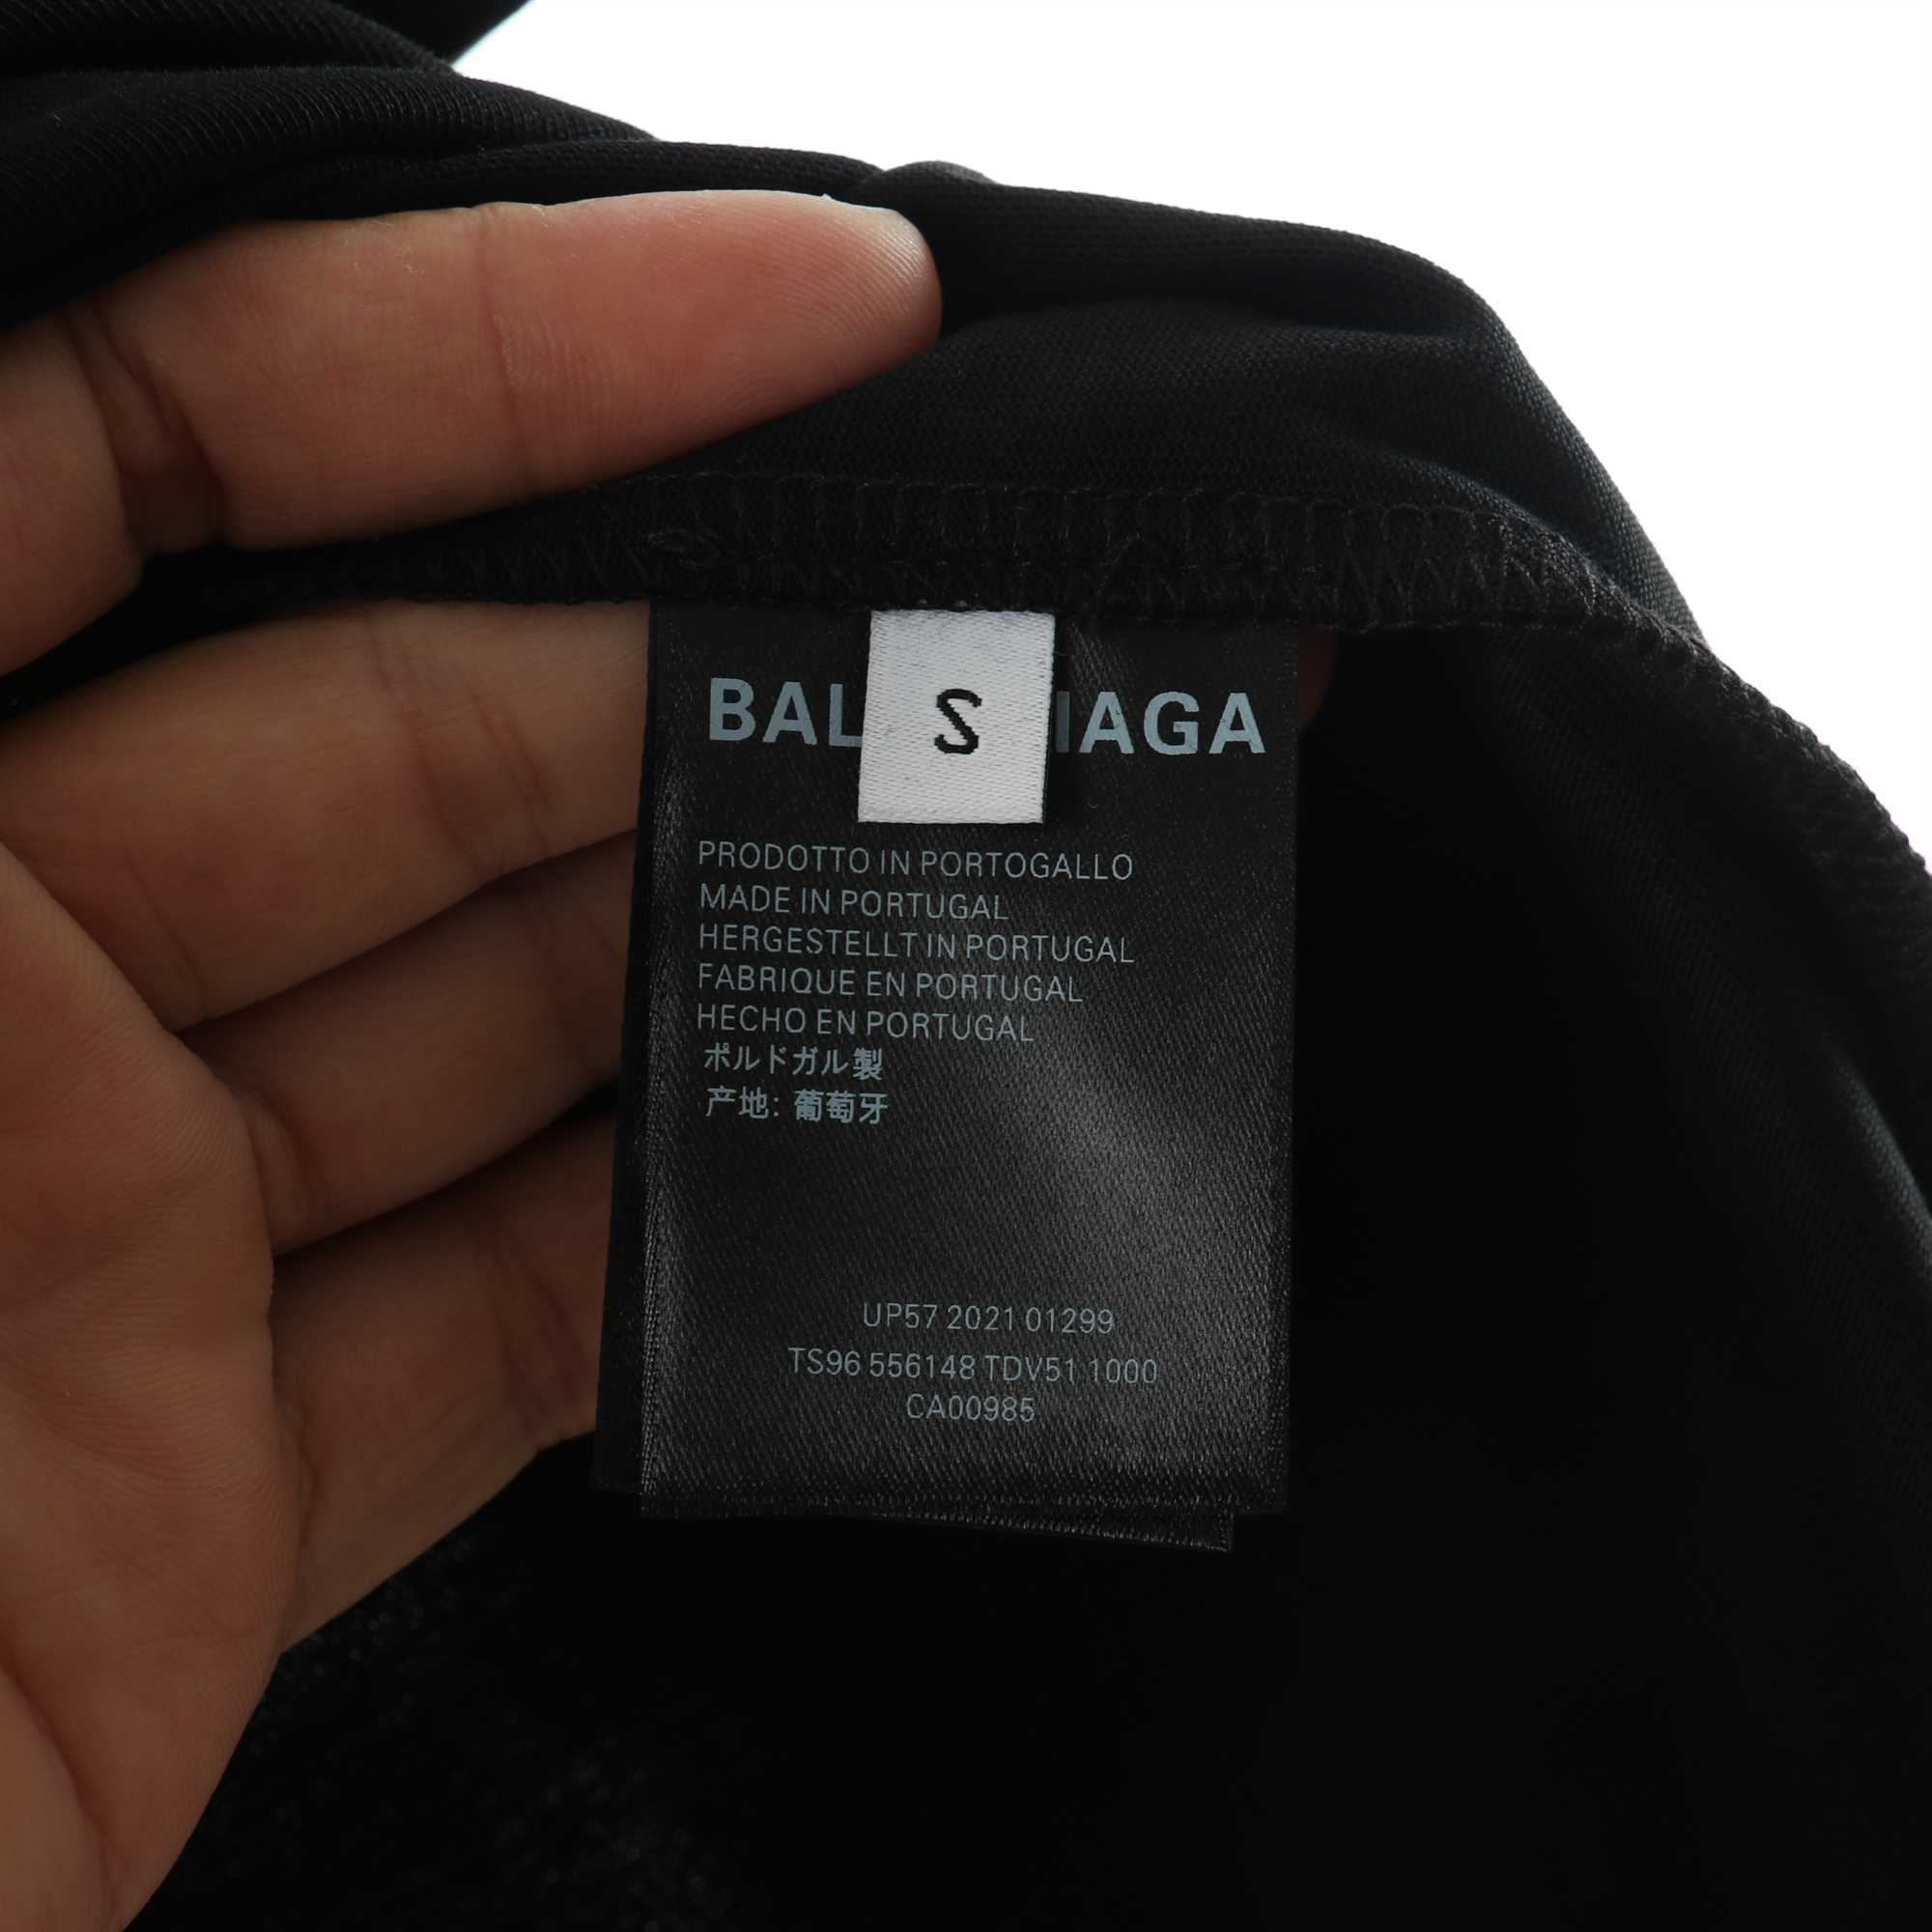 BAL IAGA
S
PRODOTTO IN PORTOGALLO
MADE IN PORTUGAL
HERGESTELLT IN PORTUGAL
FABRIQUE EN PORTUGAL
HECHO EN PORTUGAL
ポルドガル製
产地: 葡萄牙
UP57 2021 01299
TS96 556148 TDV51 1000
CA00985